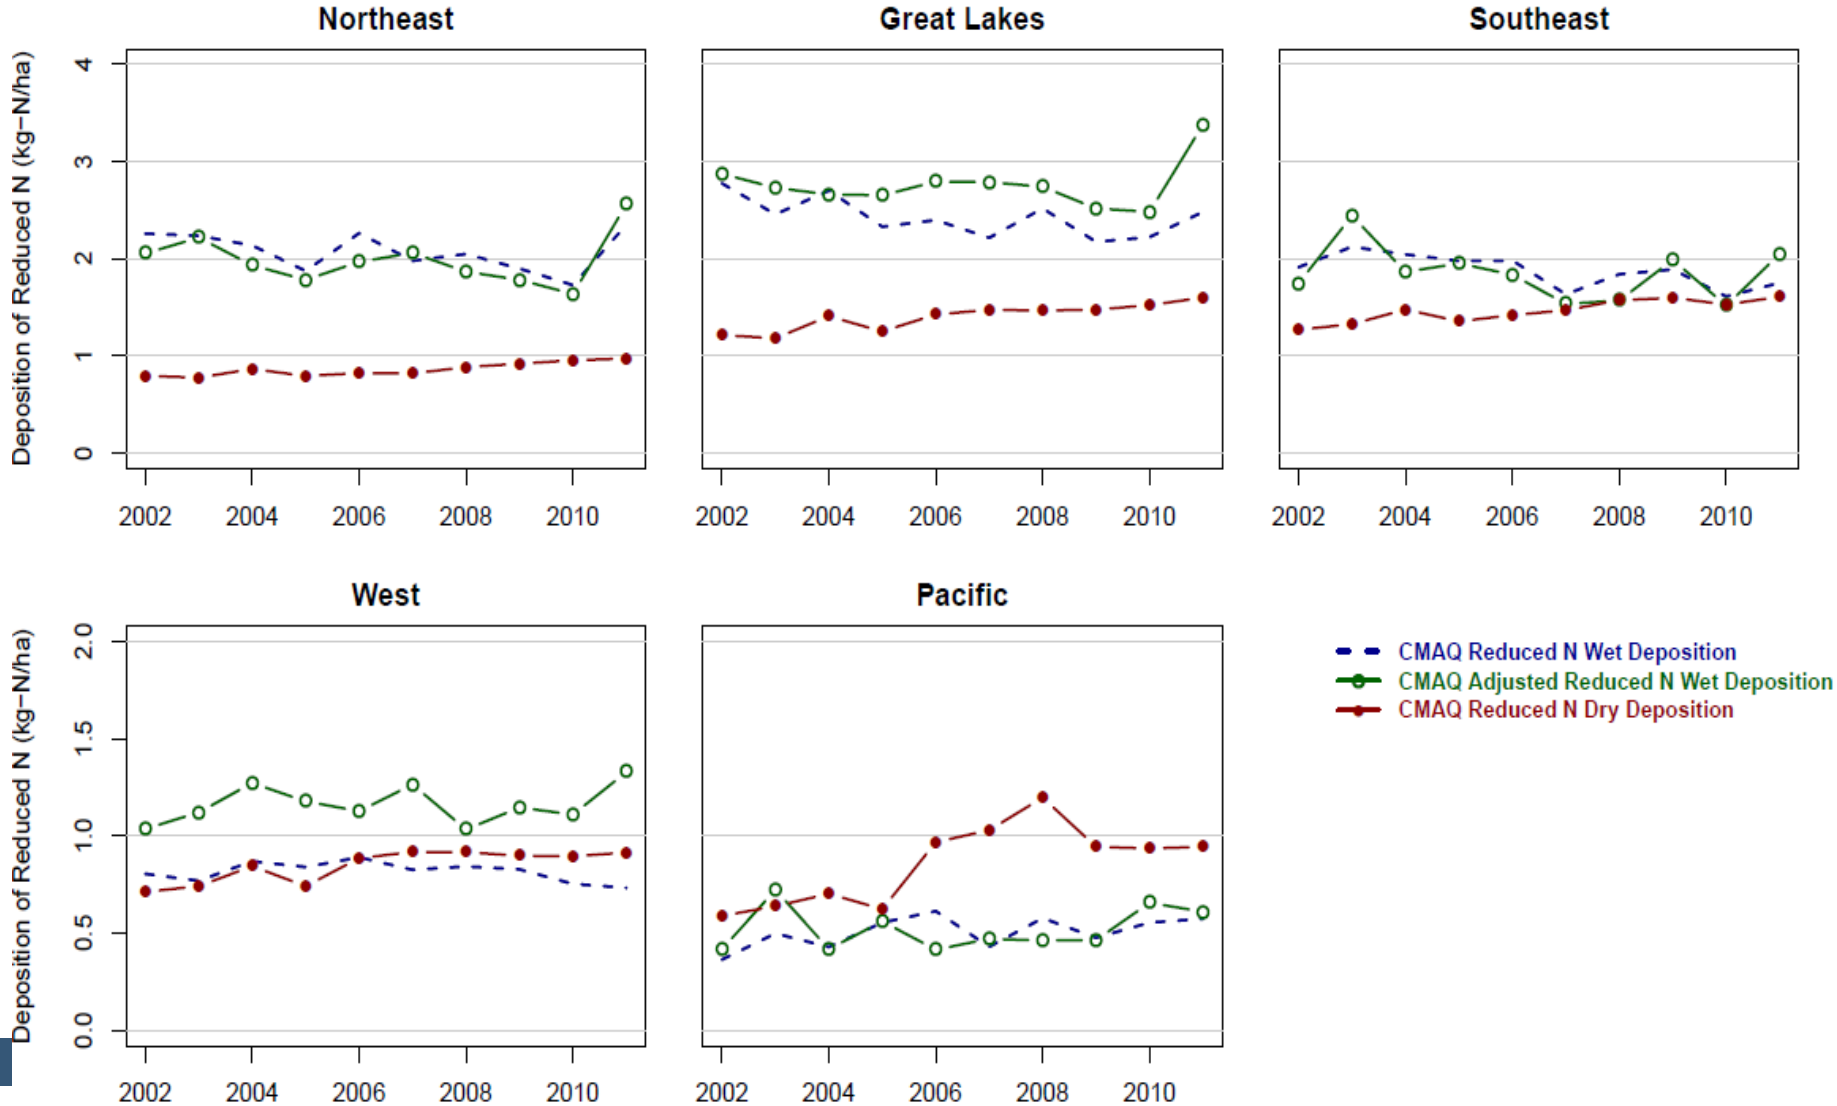 Northeast
Great Lakes
Southeast
Deposition of Reduced N (kg−N/ha)
4
3
2
1
0
2002 2004 2006 2008 2010
2002 2004 2006 2008 2010
2002 2004 2006 2008 2010
West
Pacific
Deposition of Reduced N (kg−N/ha)
2.0
1.5
1.0
0.5
0.0
2002 2004 2006 2008 2010
2002 2004 2006 2008 2010
CMAQ Reduced N Wet Deposition
CMAQ Adjusted Reduced N Wet Deposition
CMAQ Reduced N Dry Deposition